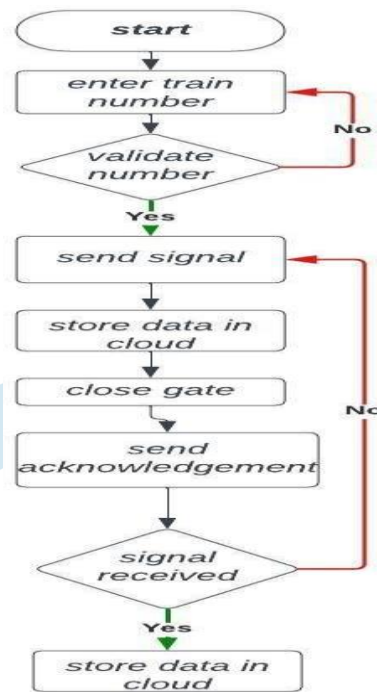 start
enter train
number
No
validate
number
Yes
send signal
store data in
cloud
close gate
No
send
acknowledgement
signal
received
Yes
store data in
cloud